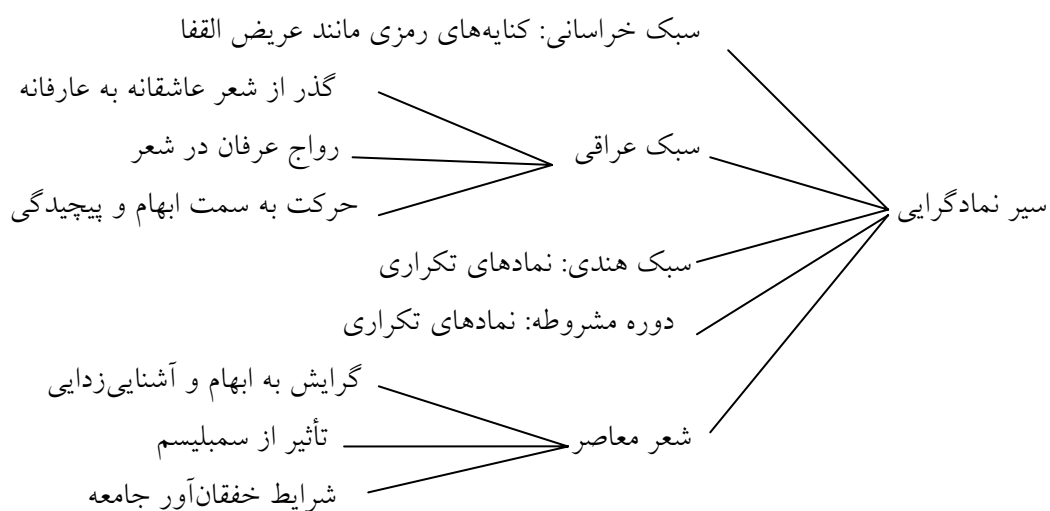 سبک خراسانی: کنایه‌های رمزی مانند عریض القفا
گذر از شعر عاشقانه به عارفانه
سبک عراقی
رواج عرفان در شعر
حرکت به سمت ابهام و پیچیدگی
سیر نمادگرایی
سبک هندی: نمادهای تکراری
دوره مشروطه: نمادهای تکراری
گرایش به ابهام و آشنایی‌زدایی
شعر معاصر
تأثیر از سمبلیسم
شرایط خفقان‌آور جامعه